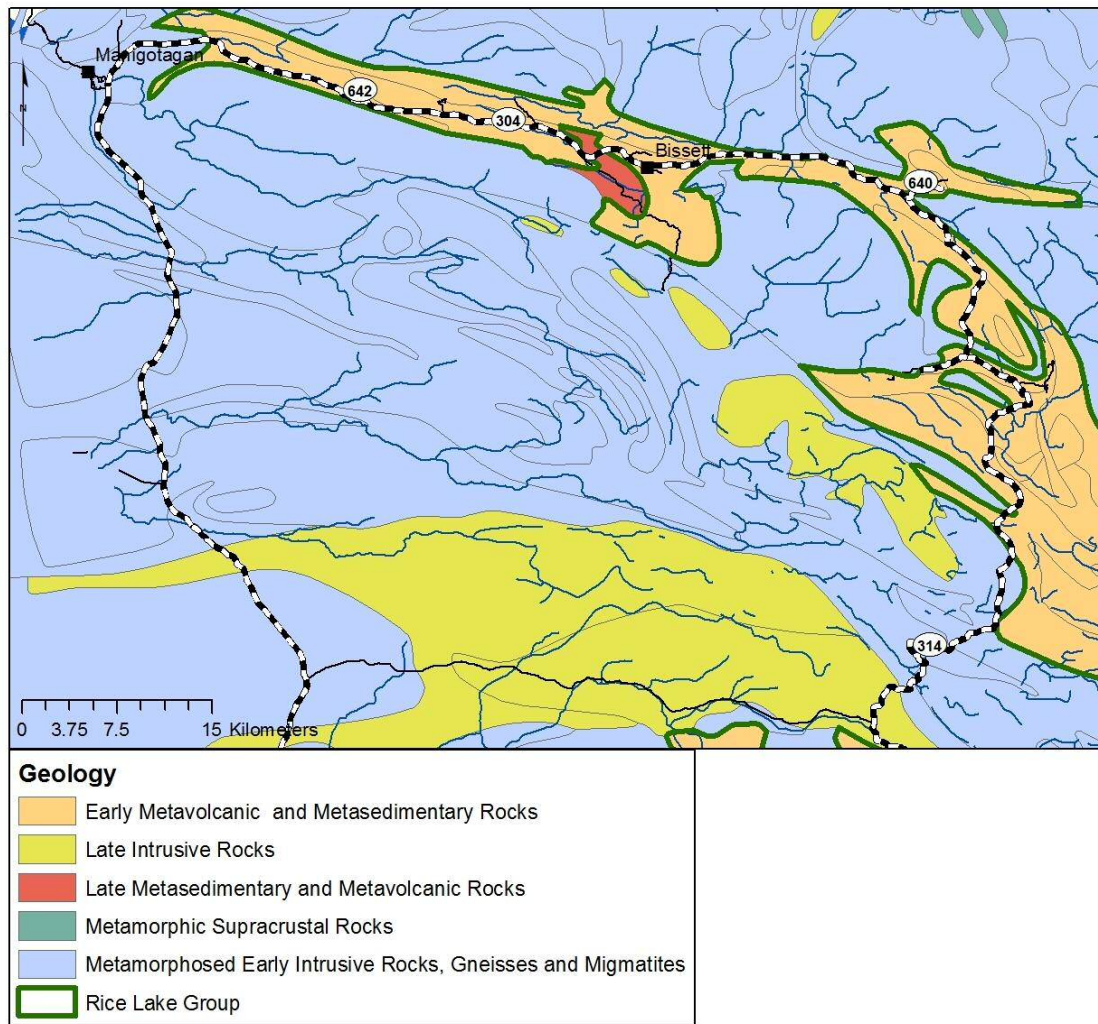 Manigotagan
z
642
304
Bissett
640
314
0 3.75 7.5 15 Kilometers
Geology
Early Metavolcanic and Metasedimentary Rocks
Late Intrusive Rocks
Late Metasedimentary and Metavolcanic Rocks
Metamorphic Supracrustal Rocks
Metamorphosed Early Intrusive Rocks, Gneisses and Migmatites
Rice Lake Group